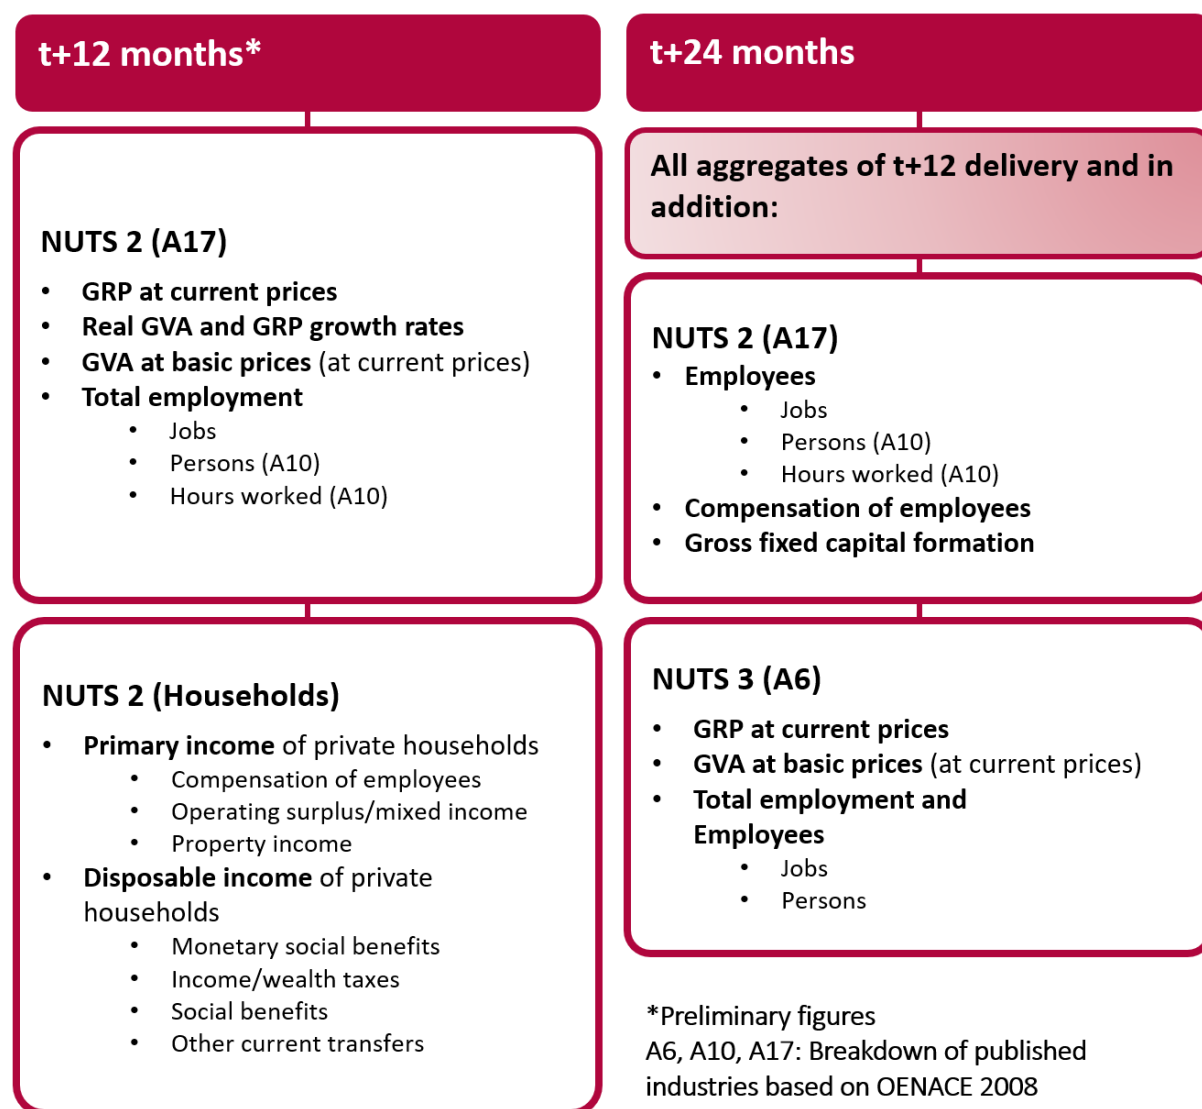 t+12 months*
NUTS 2 (A17)
• GRP at current prices
• Real GVA and GRP growth rates
• GVA at basic prices (at current prices)
• Total employment
• Jobs
• Persons (A10)
• Hours worked (A10)
NUTS 2 (Households)
• Primary income of private households
• Compensation of employees
• Operating surplus/mixed income
• Property income
• Disposable income of private
households
• Monetary social benefits
• Income/wealth taxes
• Social benefits
• Other current transfers
t+24 months
All aggregates of t+12 delivery and in
addition:
NUTS 2 (A17)
• Employees
• Jobs
• Persons (A10)
• Hours worked (A10)
• Compensation of employees
• Gross fixed capital formation
NUTS 3 (A6)
• GRP at current prices
• GVA at basic prices (at current prices)
• Total employment and
Employees
• Jobs
• Persons
*Preliminary figures
A6, A10, A17: Breakdown of published
industries based on OENACE 2008